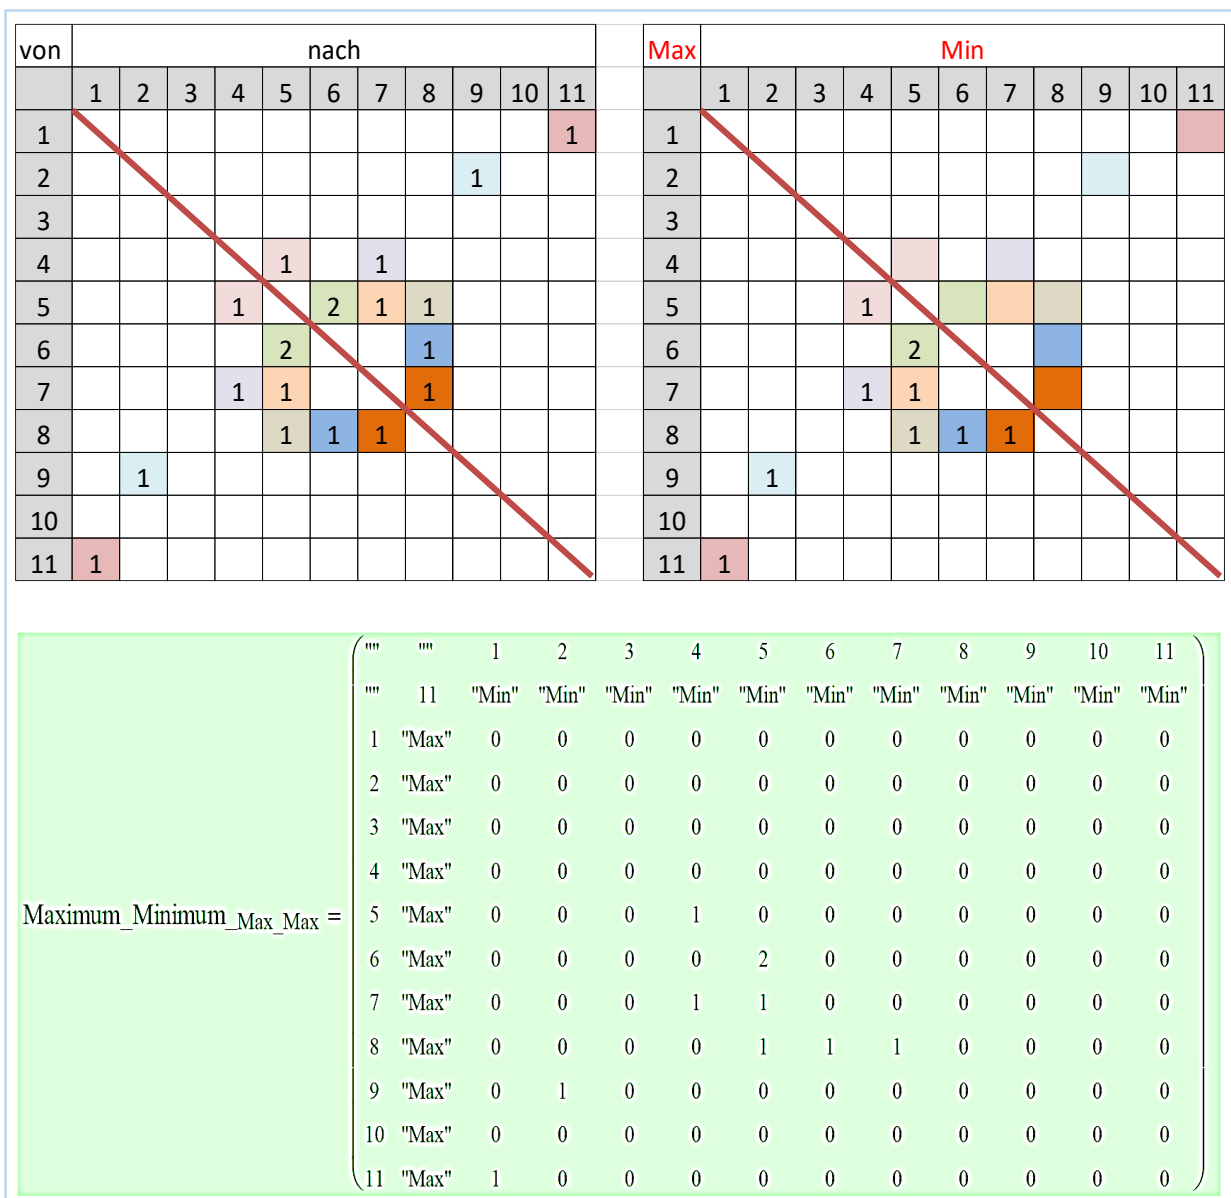 von nach Max Min
1 2 3 4 5 6 7 8 9 10 11 1 2 3 4 5 6 7 8 9 10 11
1 1 1
2 1 2
3 3
4 1 1 4
5 1 2 1 1 5 1
6 2 1 6 2
7 1 1 1 7 1 1
8 1 1 1 8 1 1 1
9 1 9 1
10 10
11 1 11 1
"" "" 1 2 3 4 5 6 7 8 9 10 11
"" 11 "Min" "Min" "Min" "Min" "Min" "Min" "Min" "Min" "Min" "Min" "Min"
1 "Max" 0 0 0 0 0 0 0 0 0 0 0
2 "Max" 0 0 0 0 0 0 0 0 0 0 0
3 "Max" 0 0 0 0 0 0 0 0 0 0 0
4 "Max" 0 0 0 0 0 0 0 0 0 0 0
Maximum_Minimum_Max_Max = 5 "Max" 0 0 0 1 0 0 0 0 0 0 0
6 "Max" 0 0 0 0 2 0 0 0 0 0 0
7 "Max" 0 0 0 1 1 0 0 0 0 0 0
8 "Max" 0 0 0 0 1 1 1 0 0 0 0
9 "Max" 0 1 0 0 0 0 0 0 0 0 0
10 "Max" 0 0 0 0 0 0 0 0 0 0 0
11 "Max" 1 0 0 0 0 0 0 0 0 0 0